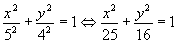 x²/5² + y²/4² = 1 ⇔ x²/25 + y²/16 = 1